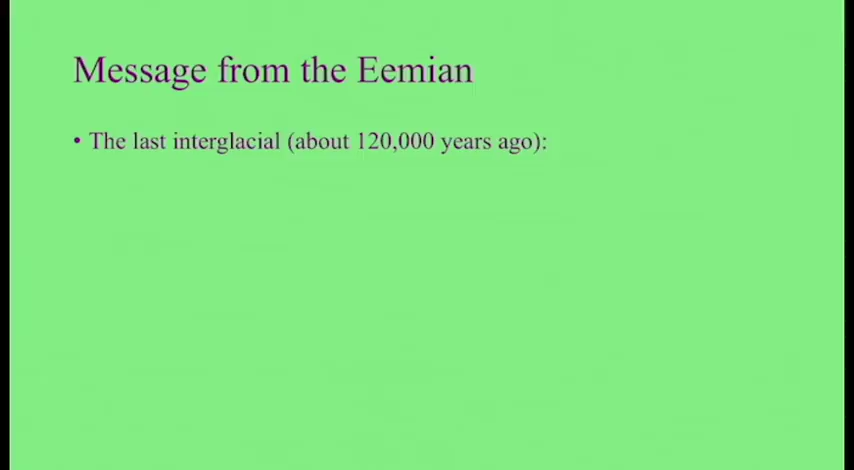 Message from the Eemian
• The last interglacial (about 120,000 years ago):